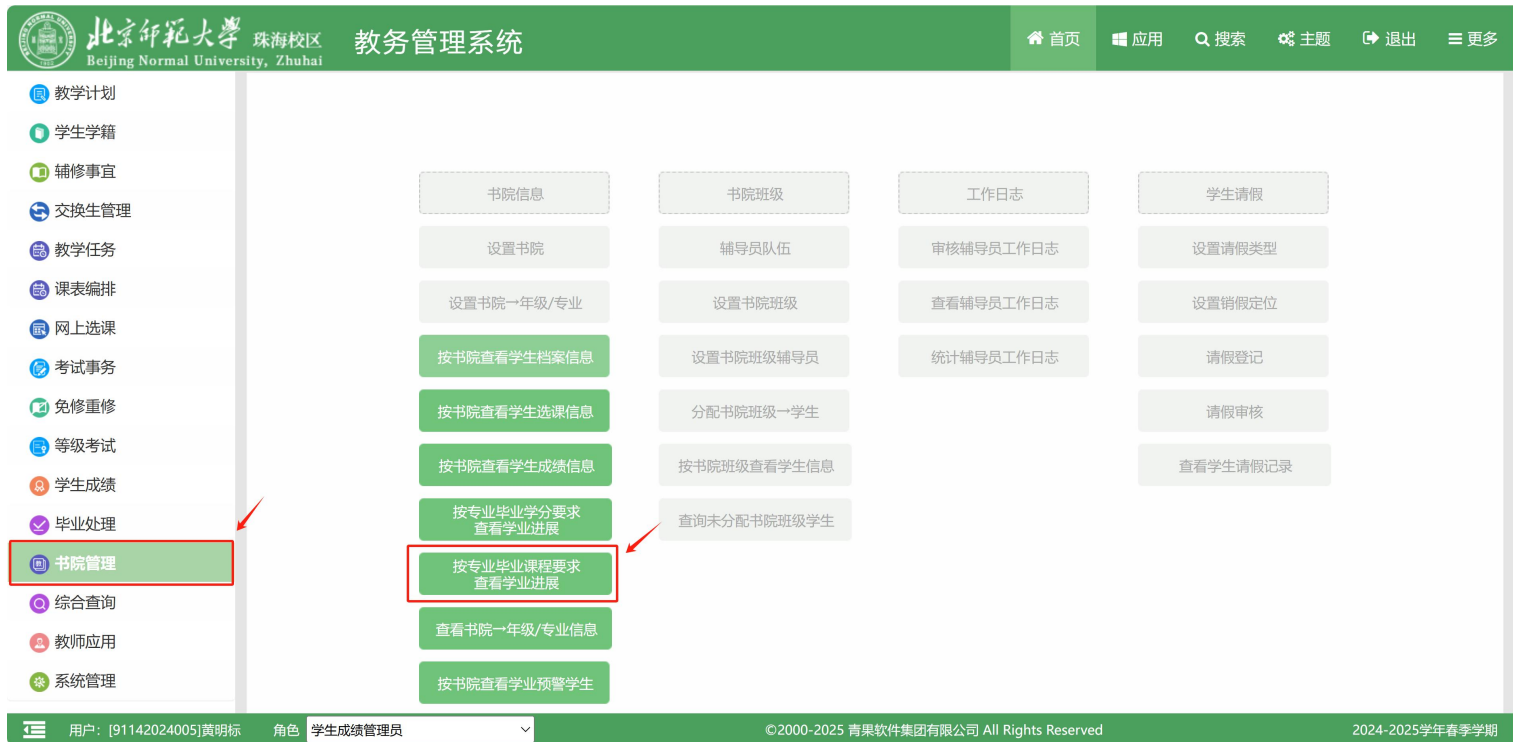 北京师范大学 珠海校区
Beijing Normal University, Zhuhai
教务管理系统
首页
应用
搜索
主题
退出
更多
教学计划
学生学籍
辅修事宜
交换生管理
教学任务
课表编排
网上选课
考试事务
免修重修
等级考试
学生成绩
毕业处理
书院管理
综合查询
教师应用
系统管理
书院信息
设置书院
设置书院→年级/专业
按书院查看学生档案信息
按书院查看学生选课信息
按书院查看学生成绩信息
按专业毕业学分要求
查看学业进展
按专业毕业课程要求
查看学业进展
查看书院→年级/专业信息
按书院查看学业预警学生
书院班级
辅导员队伍
设置书院班级
设置书院班级辅导员
分配书院班级→学生
按书院班级查看学生信息
查询未分配书院班级学生
工作日志
审核辅导员工作日志
查看辅导员工作日志
统计辅导员工作日志
学生请假
设置请假类型
设置销假定位
请假登记
请假审核
查看学生请假记录
用户：[91142024005]黄明标
角色 学生成绩管理员
©2000-2025 青果软件集团有限公司 All Rights Reserved
2024-2025学年春季学期